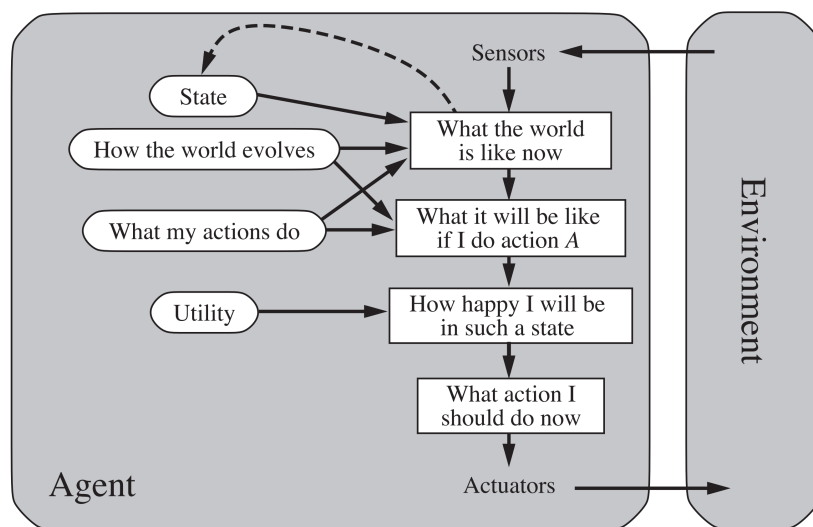 Sensors
State
What the world
is like now
How the world evolves
What my actions do
What it will be like
if I do action A
Utility
How happy I will be
in such a state
What action I
should do now
Agent
Actuators
Environment